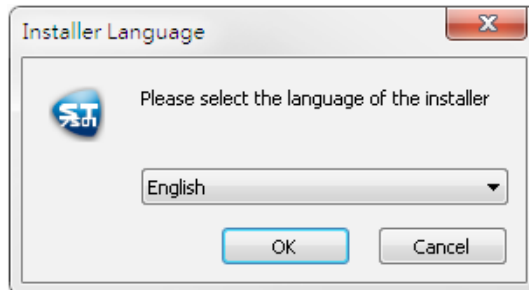 Installer Language
Please select the language of the installer
English
OK
Cancel